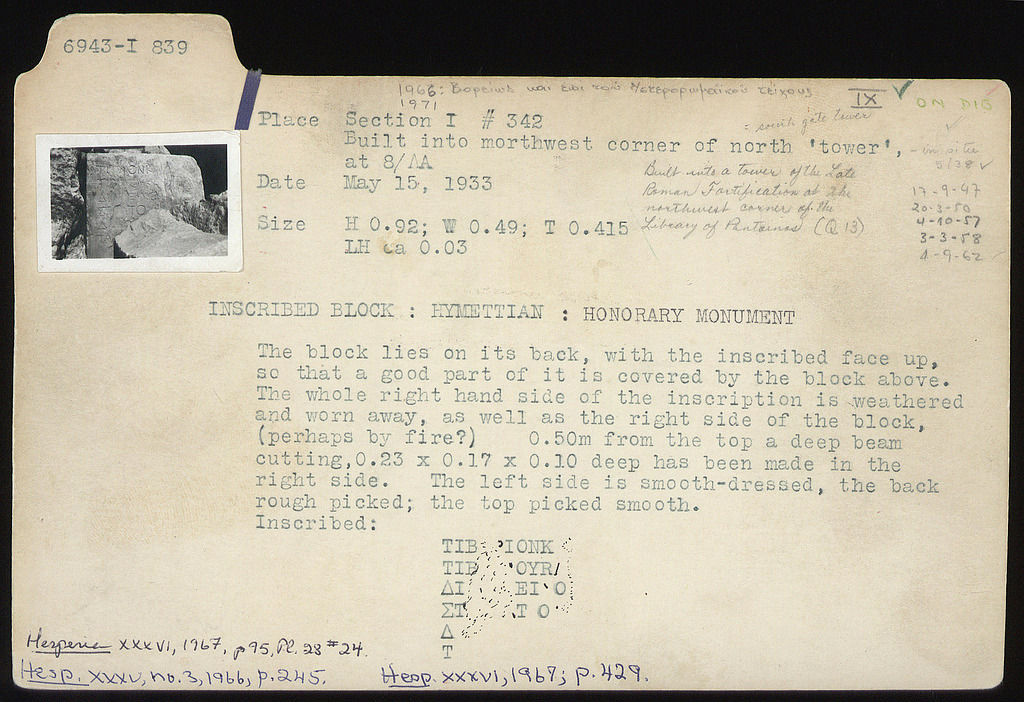 6943-I 839
1966: Βορείως και επι του Υστερορωμαϊκού τείχους
1971
IX
ON DIG
Place Section I # 342
= south gate tower
Built into morthwest corner of north 'tower',
- in situ
at 8/ΛΑ
5/38 ✓
Built into a tower of the Late
Roman Fortification at the
northwest corner of the
Library of Pantainos (Q 13)
Date May 15, 1933
17-9-47
20-3-50
4-10-57
3-3-58
4-9-62
Size H 0.92; W 0.49; T 0.415
LH ca 0.03
INSCRIBED BLOCK : HYMETTIAN : HONORARY MONUMENT
The block lies on its back, with the inscribed face up,
so that a good part of it is covered by the block above.
The whole right hand side of the inscription is weathered
and worn away, as well as the right side of the block,
(perhaps by fire?) 0.50m from the top a deep beam
cutting,0.23 x 0.17 x 0.10 deep has been made in the
right side. The left side is smooth-dressed, the back
rough picked; the top picked smooth.
Inscribed:
ΤΙΒ ΡΙΟΝΚ
ΤΙΒ ΟΥΡ
ΔΙ ΕΙ Ο
ΣΤ Τ Ο
Δ
Τ
Hesperia XXXVI, 1967, p95, Pl. 28 #24.
Hesp. XXXV, no.3, 1966, p.245.
Hesp. XXXVI, 1967; p.429.